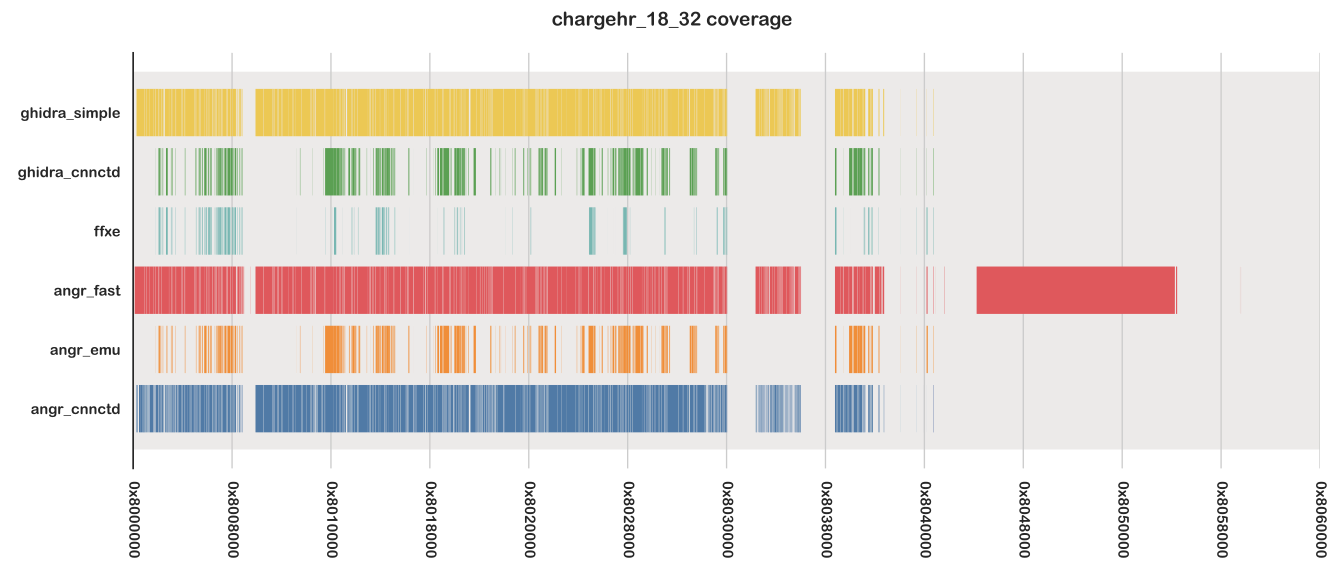 chargehr_18_32 coverage
ghidra_simple
ghidra_cnnctd
ffxe
angr_fast
angr_emu
angr_cnnctd
0x8000000
0x8008000
0x8010000
0x8018000
0x8020000
0x8028000
0x8030000
0x8038000
0x8040000
0x8048000
0x8050000
0x8058000
0x8060000